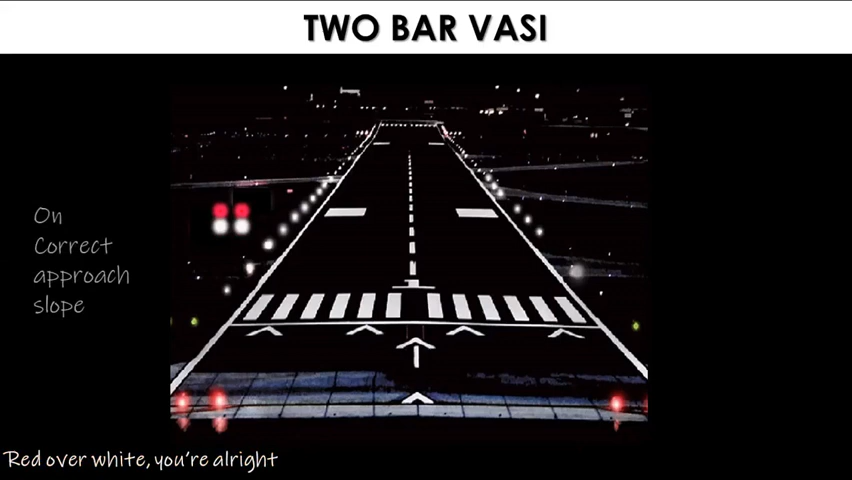 TWO BAR VASI
On
Correct
approach
slope
Red over white, you're alright